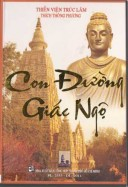 THIỀN VIỆN TRÚC LÂM
THÍCH THÔNG PHƯƠNG
Con Đường
Giác Ngộ